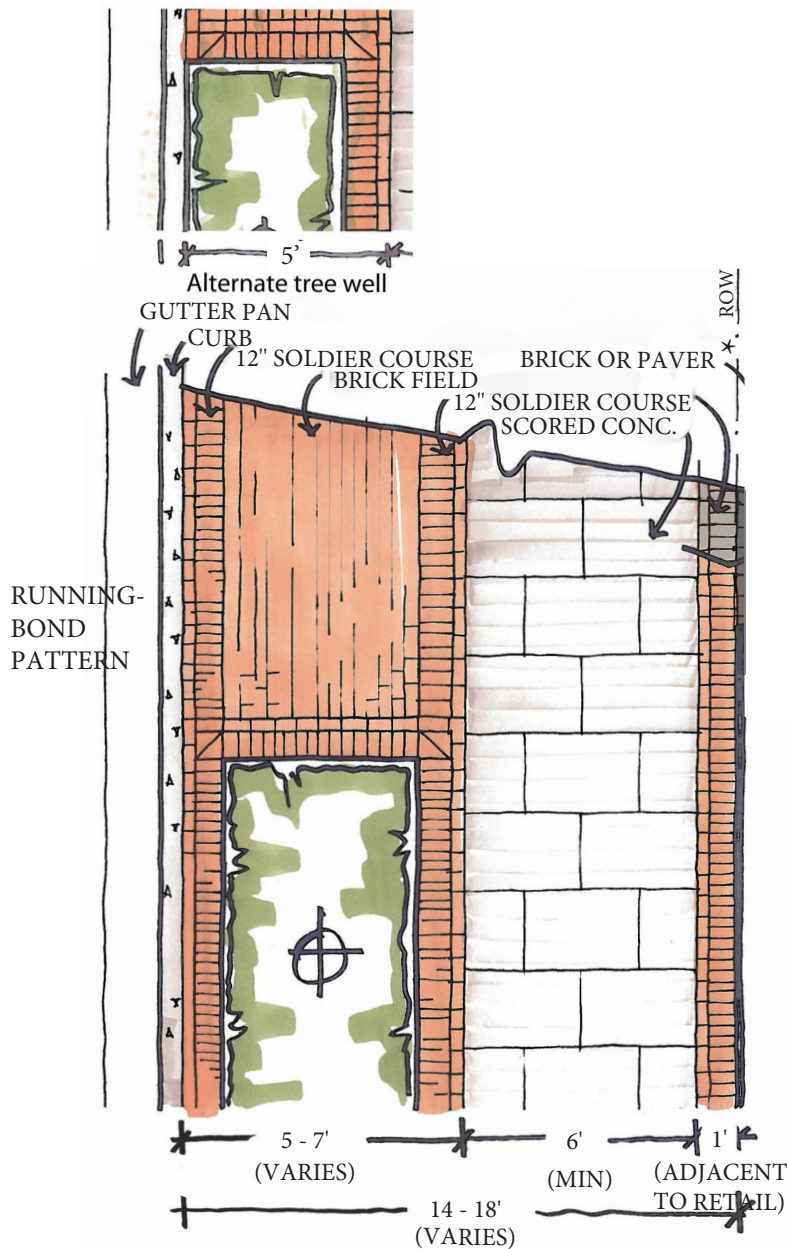 5'
Alternate tree well
ROW
GUTTER PAN
CURB
12" SOLDIER COURSE
BRICK FIELD
BRICK OR PAVER
12" SOLDIER COURSE
SCORED CONC.
RUNNING-
BOND
PATTERN
5 - 7'
(VARIES)
6'
(MIN)
1'
(ADJACENT
TO RETAIL)
14 - 18'
(VARIES)